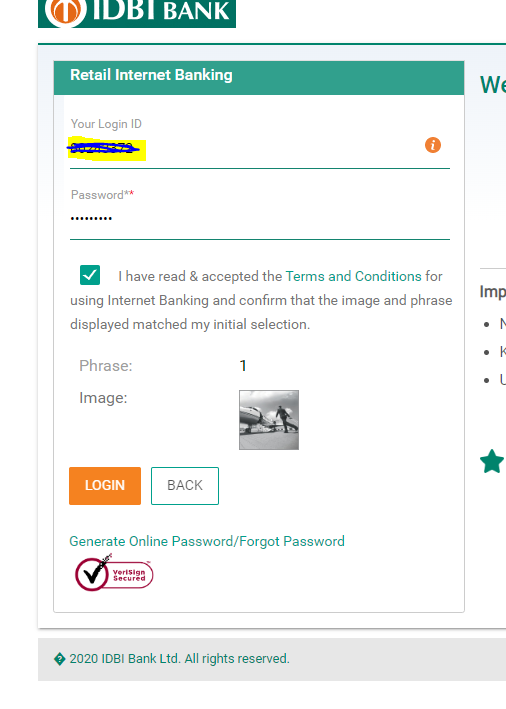 IDBI BANK
Retail Internet Banking
We
Your Login ID
Password**
•••••••••
I have read & accepted the Terms and Conditions for
using Internet Banking and confirm that the image and phrase
displayed matched my initial selection.
Imp
Phrase: 1
Image:
LOGIN BACK
Generate Online Password/Forgot Password
VeriSign
Secured
2020 IDBI Bank Ltd. All rights reserved.